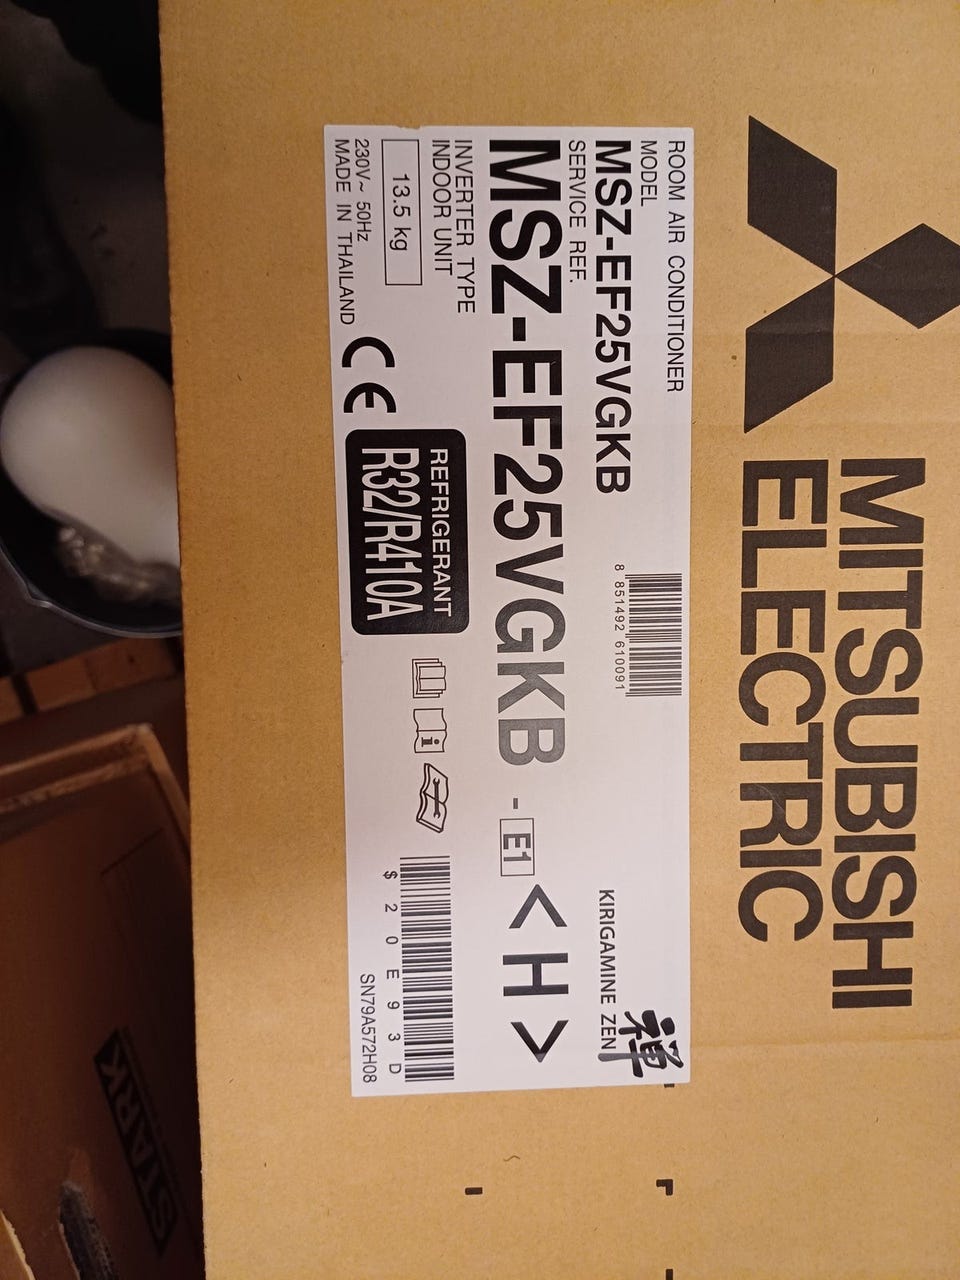 MITSUBISHI
ELECTRIC
ROOM AIR CONDITIONER
MODEL
MSZ-EF25VGKB
8 851492 610091
KIRIGAMINE ZEN 禅
SERVICE REF.
MSZ-EF25VGKB - E1 <H>
INVERTER TYPE
INDOOR UNIT
13.5 kg
230V~ 50Hz
MADE IN THAILAND
CE
REFRIGERANT
R32/R410A
$ 2 0 E 9 3 D
SN79A572H08
STARK